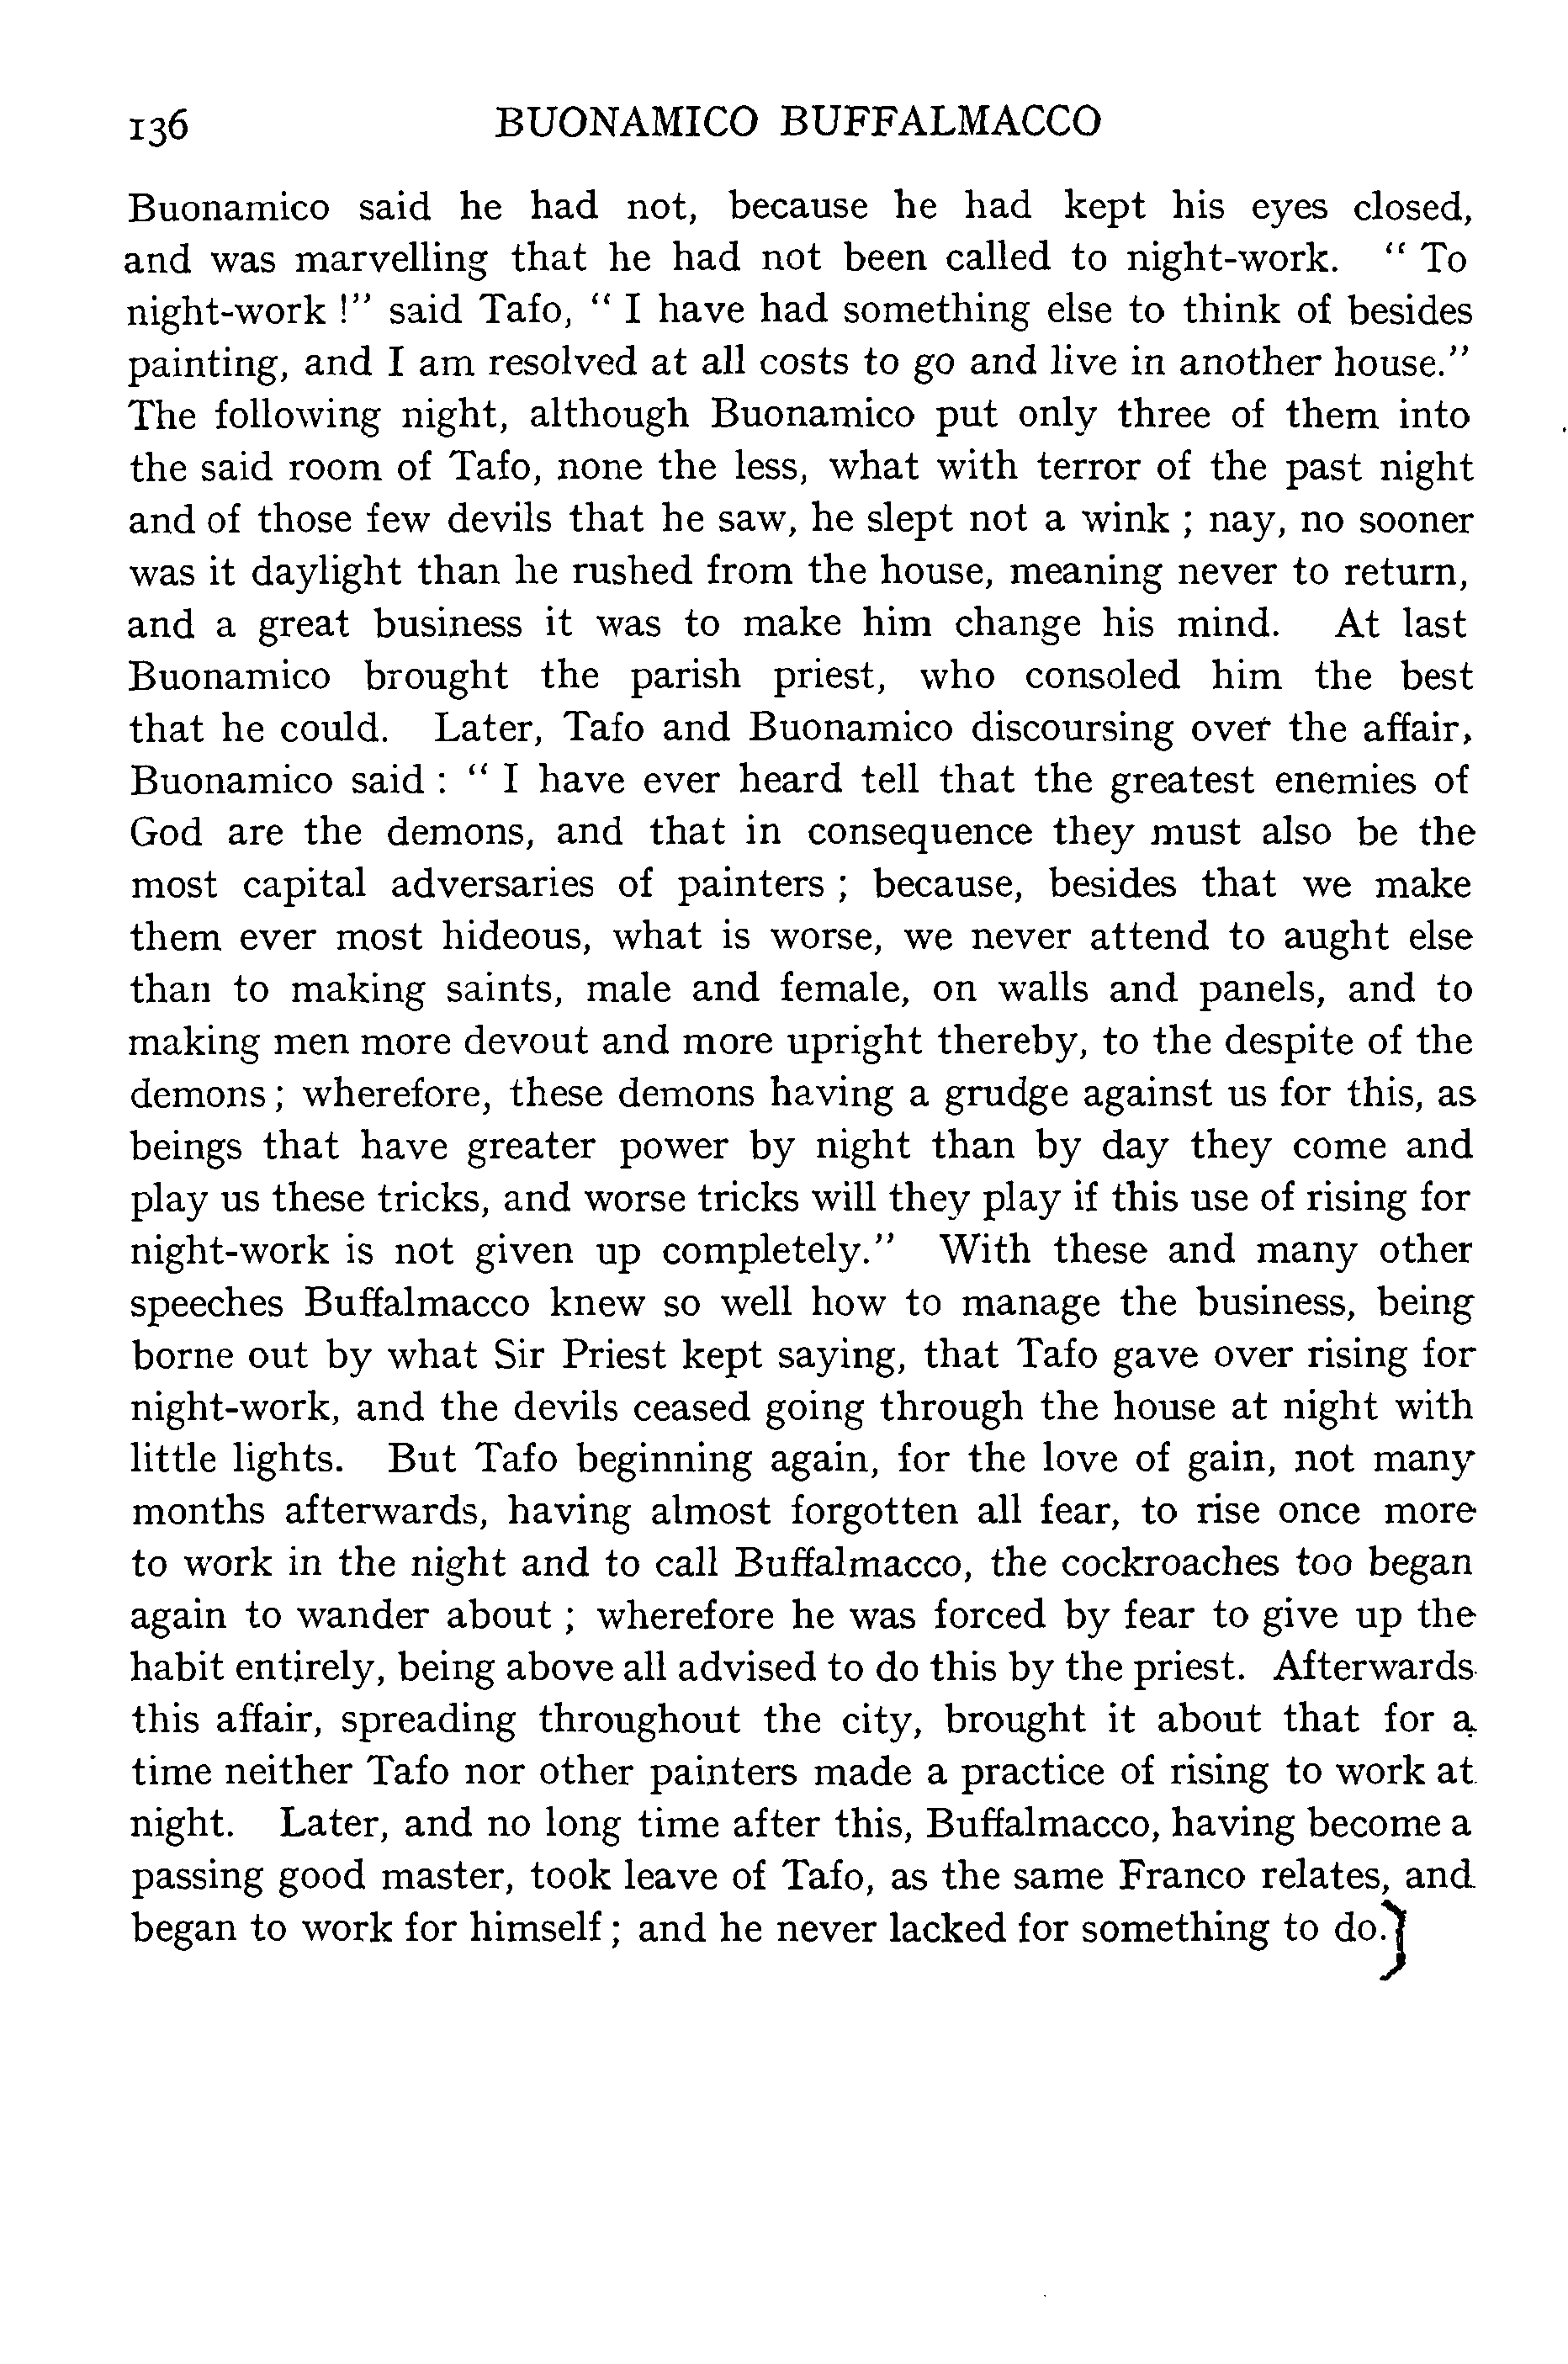 136 BUONAMICO BUFFALMACCO
Buonamico said he had not, because he had kept his eyes closed,
and was marvelling that he had not been called to night-work. “ To
night-work !” said Tafo, “ I have had something else to think of besides
painting, and I am resolved at all costs to go and live in another house.”
The following night, although Buonamico put only three of them into
the said room of Tafo, none the less, what with terror of the past night
and of those few devils that he saw, he slept not a wink ; nay, no sooner
was it daylight than he rushed from the house, meaning never to return,
and a great business it was to make him change his mind. At last
Buonamico brought the parish priest, who consoled him the best
that he could. Later, Tafo and Buonamico discoursing over the affair,
Buonamico said : “ I have ever heard tell that the greatest enemies of
God are the demons, and that in consequence they must also be the
most capital adversaries of painters ; because, besides that we make
them ever most hideous, what is worse, we never attend to aught else
than to making saints, male and female, on walls and panels, and to
making men more devout and more upright thereby, to the despite of the
demons ; wherefore, these demons having a grudge against us for this, as
beings that have greater power by night than by day they come and
play us these tricks, and worse tricks will they play if this use of rising for
night-work is not given up completely.” With these and many other
speeches Buffalmacco knew so well how to manage the business, being
borne out by what Sir Priest kept saying, that Tafo gave over rising for
night-work, and the devils ceased going through the house at night with
little lights. But Tafo beginning again, for the love of gain, not many
months afterwards, having almost forgotten all fear, to rise once more
to work in the night and to call Buffalmacco, the cockroaches too began
again to wander about ; wherefore he was forced by fear to give up the
habit entirely, being above all advised to do this by the priest. Afterwards
this affair, spreading throughout the city, brought it about that for a
time neither Tafo nor other painters made a practice of rising to work at
night. Later, and no long time after this, Buffalmacco, having become a
passing good master, took leave of Tafo, as the same Franco relates, and
began to work for himself ; and he never lacked for something to do.}